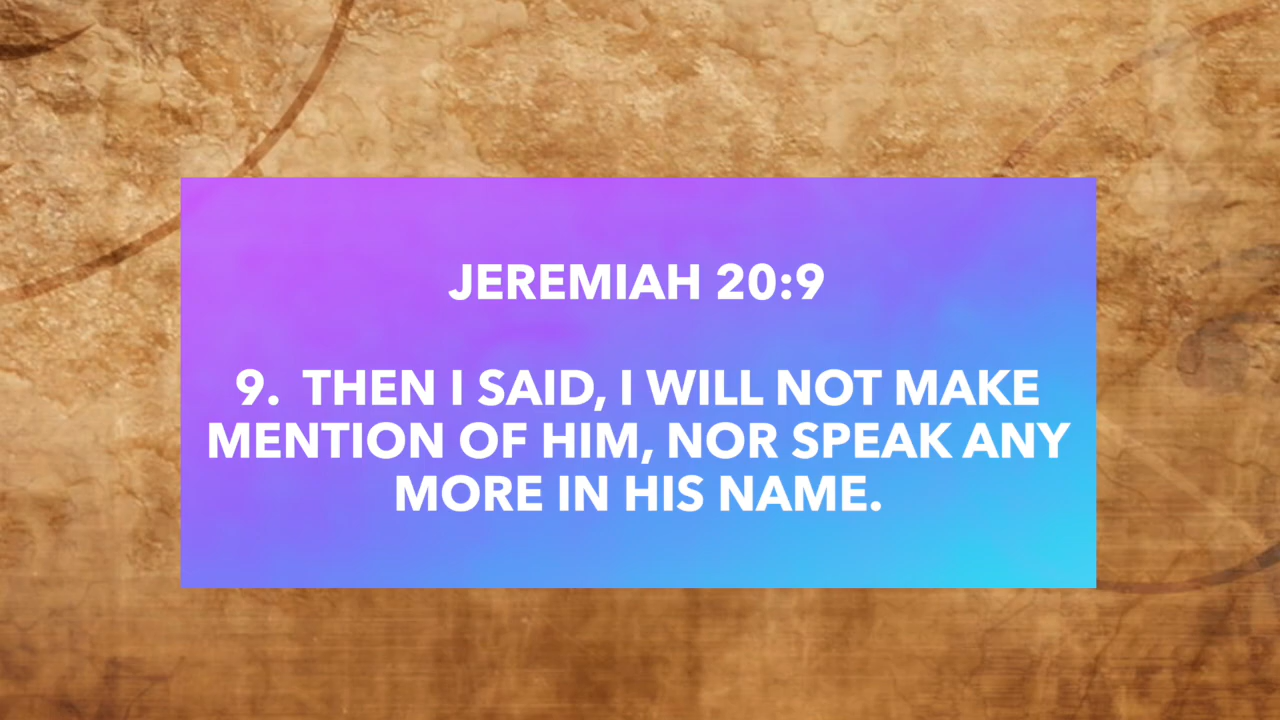 JEREMIAH 20:9
9.  THEN I SAID, I WILL NOT MAKE
MENTION OF HIM, NOR SPEAK ANY
MORE IN HIS NAME.